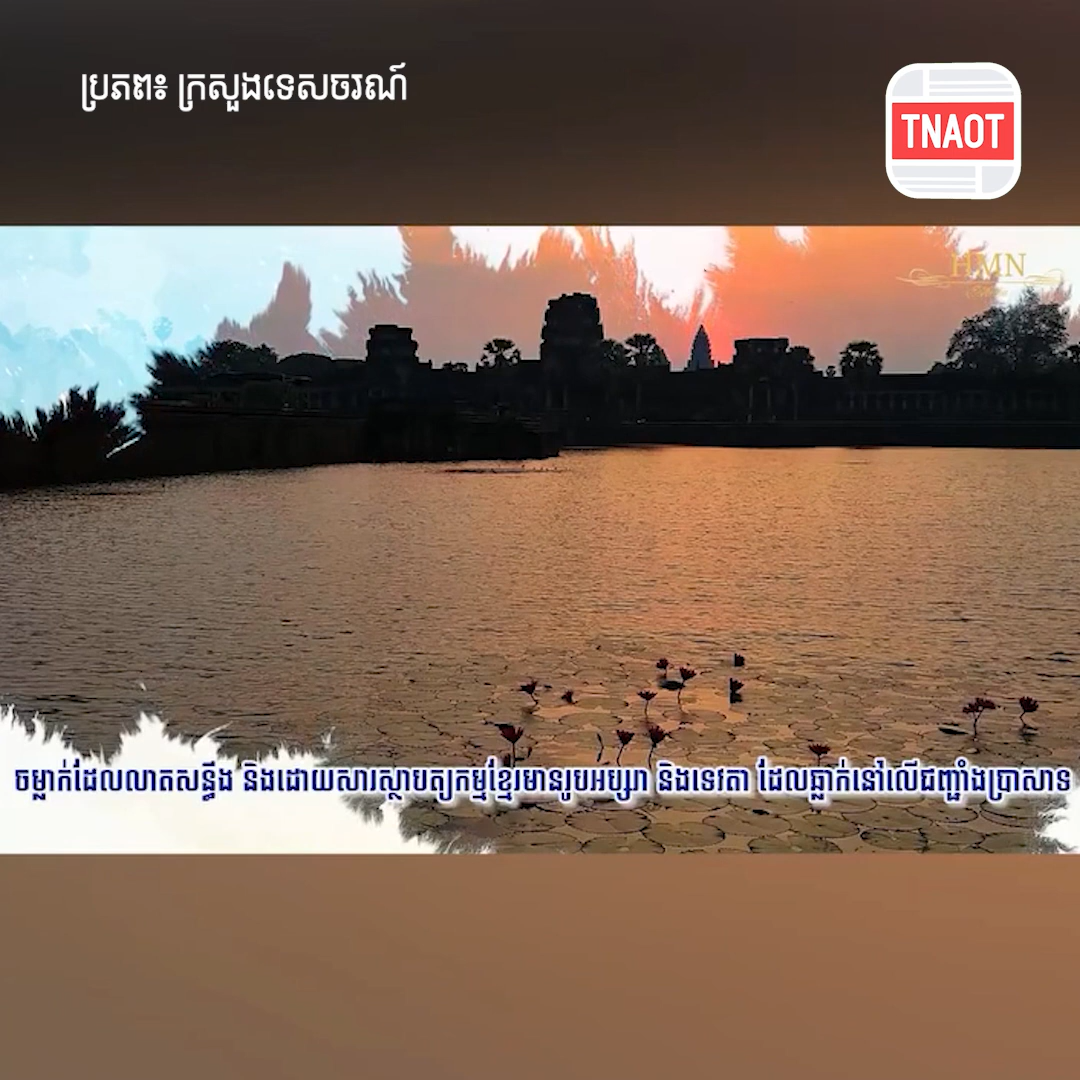 ប្រភព៖ ក្រសួងទេសចរណ៍
TNAOT
HMN
ចម្លាក់ដែលលាតសន្ធឹង និងដោយសារស្ថាបត្យកម្មខ្មែរមានរូបអប្សរា និងទេវតា ដែលឆ្លាក់នៅលើជញ្ជាំងប្រាសាទ